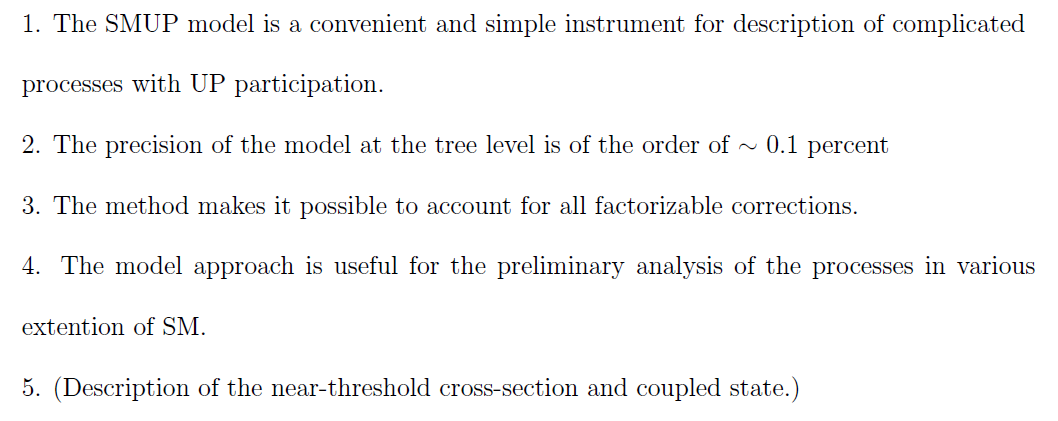 1. The SMUP model is a convenient and simple instrument for description of complicated
processes with UP participation.
2. The precision of the model at the tree level is of the order of ∼ 0.1 percent
3. The method makes it possible to account for all factorizable corrections.
4. The model approach is useful for the preliminary analysis of the processes in various
extention of SM.
5. (Description of the near-threshold cross-section and coupled state.)